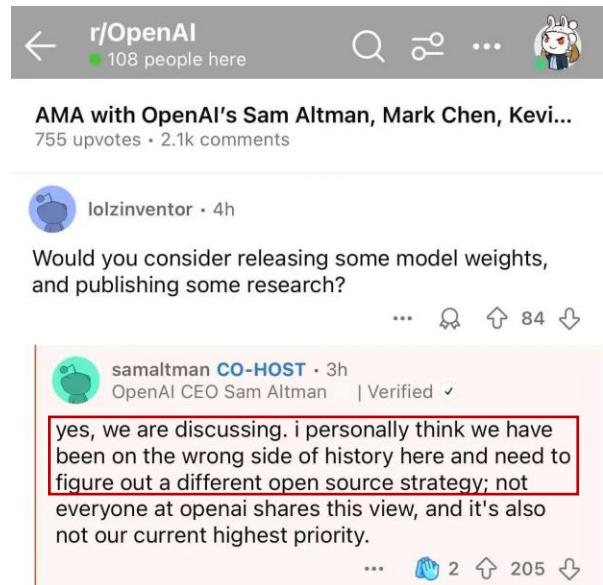 r/OpenAI
108 people here
AMA with OpenAI's Sam Altman, Mark Chen, Kevi...
755 upvotes • 2.1k comments
lolzinventor • 4h
Would you consider releasing some model weights,
and publishing some research?
84
samaltman CO-HOST • 3h
OpenAI CEO Sam Altman | Verified ✓
yes, we are discussing. i personally think we have
been on the wrong side of history here and need to
figure out a different open source strategy; not
everyone at openai shares this view, and it's also
not our current highest priority.
2 205